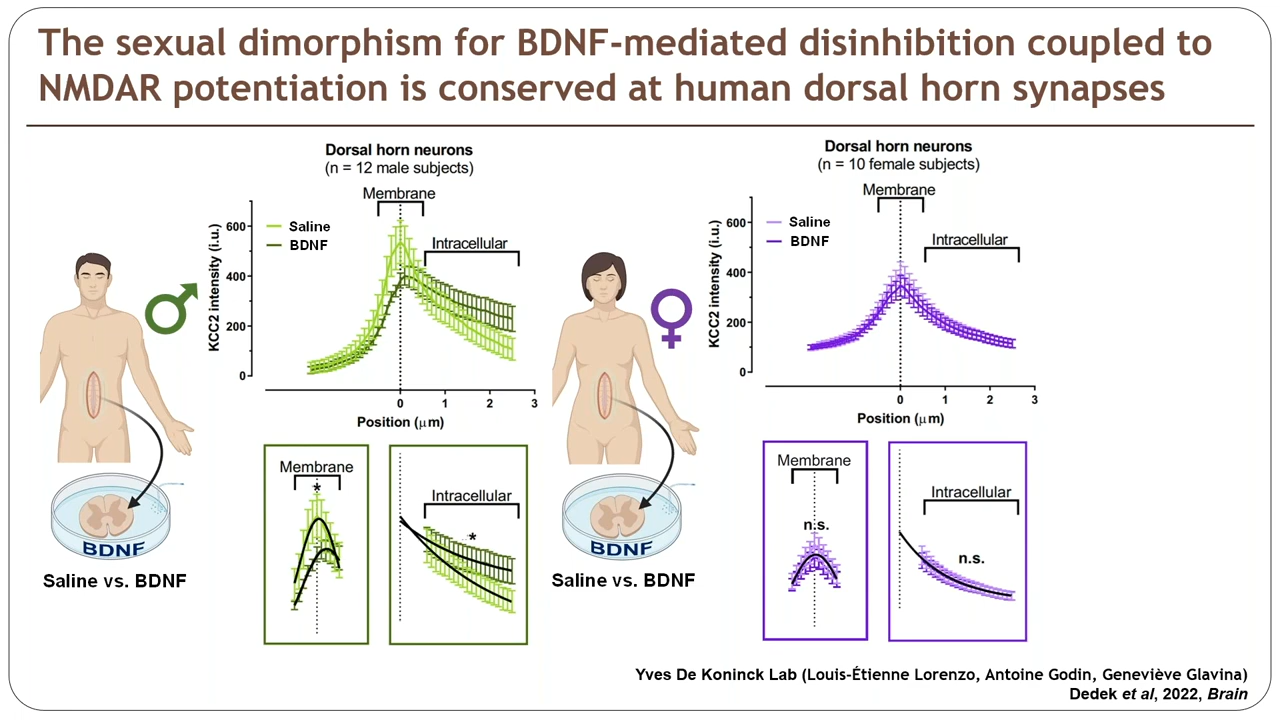 The sexual dimorphism for BDNF-mediated disinhibition coupled to
NMDAR potentiation is conserved at human dorsal horn synapses
Dorsal horn neurons
(n = 12 male subjects)
Membrane
Saline
BDNF
Intracellular
KCC2 intensity (i.u.)
600
400
200
0
0
1
2
3
Position (μm)
BDNF
Saline vs. BDNF
Membrane
*
Intracellular
*
Dorsal horn neurons
(n = 10 female subjects)
Membrane
Saline
BDNF
Intracellular
KCC2 intensity (i.u.)
600
400
200
0
0
1
2
3
Position (μm)
BDNF
Saline vs. BDNF
Membrane
n.s.
Intracellular
n.s.
Yves De Koninck Lab (Louis-Étienne Lorenzo, Antoine Godin, Geneviève Glavina)
Dedek et al, 2022, Brain